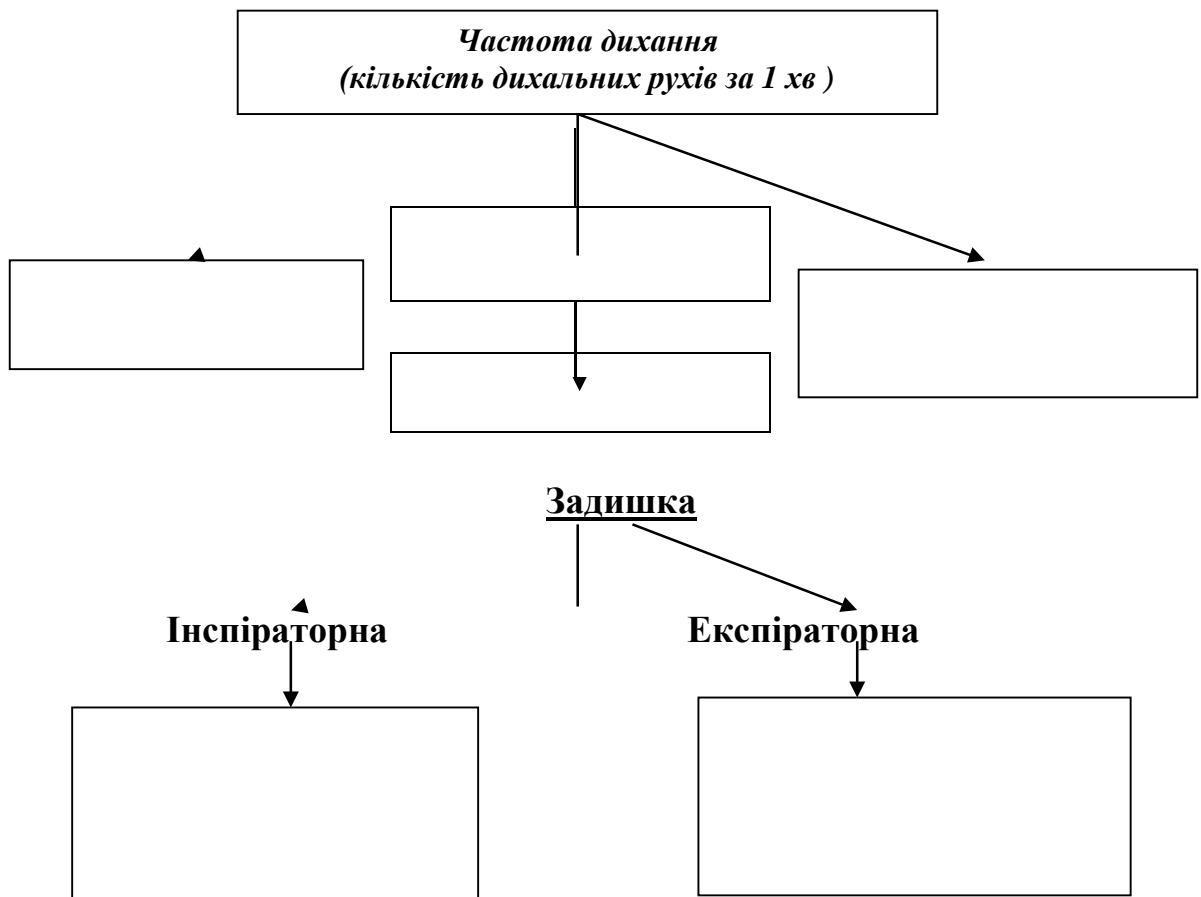 Частота дихання
(кількість дихальних рухів за 1 хв )
Задишка
Інспіраторна
Експіраторна